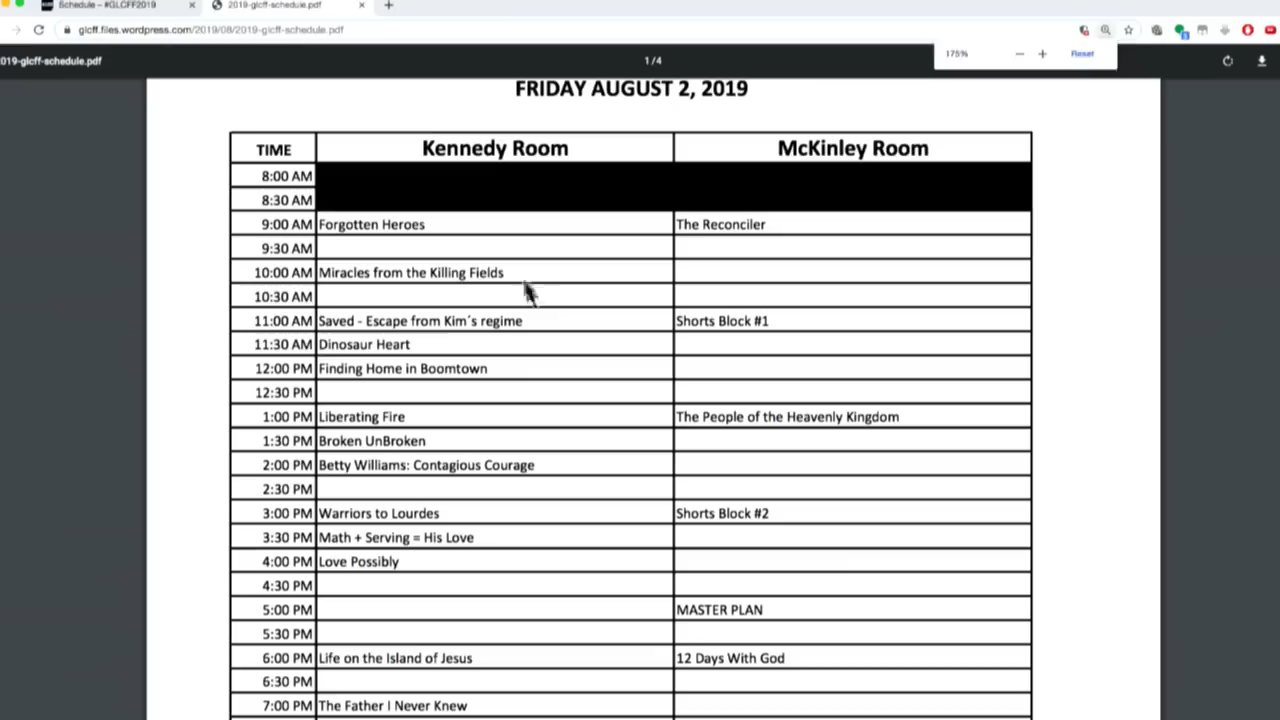 Schedule – #GLCFF2019
2019-glcff-schedule.pdf
glcff.files.wordpress.com/2019/08/2019-glcff-schedule.pdf
019-glcff-schedule.pdf
1 / 4
175%
Reset
FRIDAY AUGUST 2, 2019
TIME Kennedy Room McKinley Room
8:00 AM
8:30 AM
9:00 AM Forgotten Heroes The Reconciler
9:30 AM
10:00 AM Miracles from the Killing Fields
10:30 AM
11:00 AM Saved - Escape from Kim´s regime Shorts Block #1
11:30 AM Dinosaur Heart
12:00 PM Finding Home in Boomtown
12:30 PM
1:00 PM Liberating Fire The People of the Heavenly Kingdom
1:30 PM Broken UnBroken
2:00 PM Betty Williams: Contagious Courage
2:30 PM
3:00 PM Warriors to Lourdes Shorts Block #2
3:30 PM Math + Serving = His Love
4:00 PM Love Possibly
4:30 PM
5:00 PM MASTER PLAN
5:30 PM
6:00 PM Life on the Island of Jesus 12 Days With God
6:30 PM
7:00 PM The Father I Never Knew